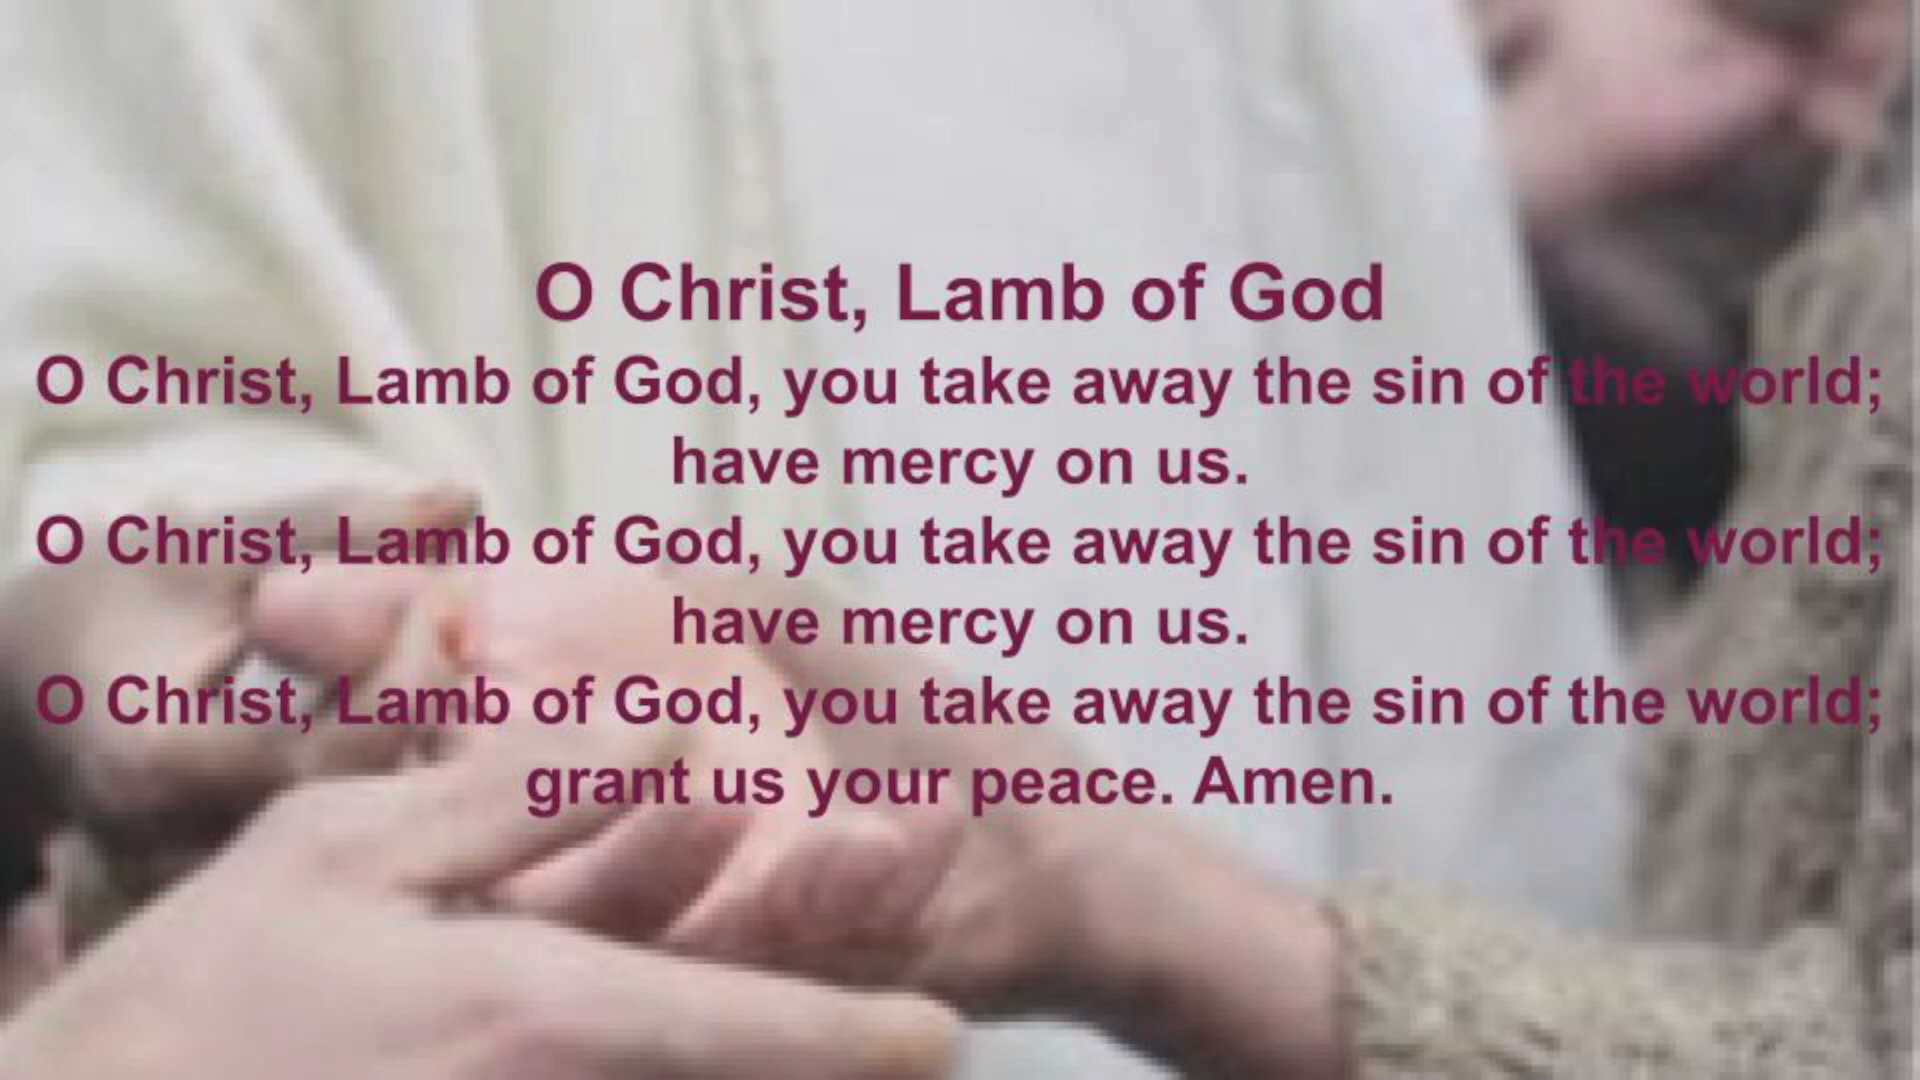 O Christ, Lamb of God
O Christ, Lamb of God, you take away the sin of the world;
have mercy on us.
O Christ, Lamb of God, you take away the sin of the world;
have mercy on us.
O Christ, Lamb of God, you take away the sin of the world;
grant us your peace. Amen.